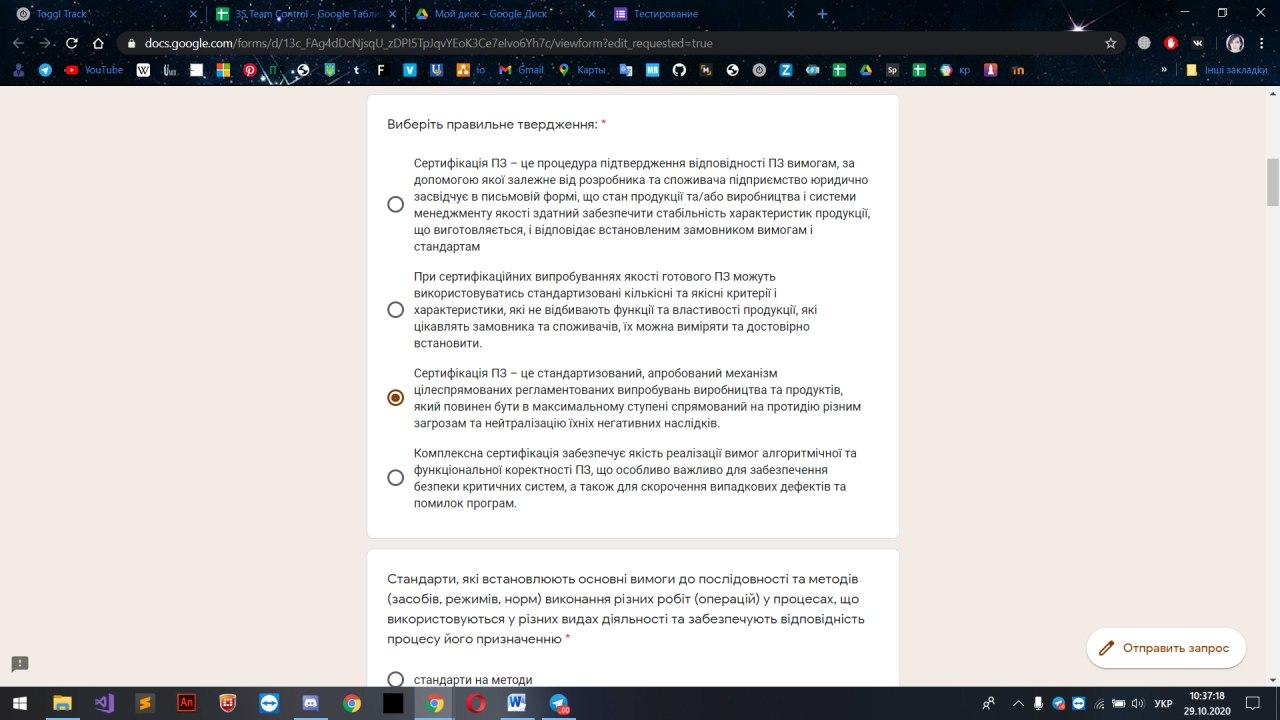 Toggl Track
35 Team Control - Google Табли
Мой диск – Google Диск
Тестирование
docs.google.com/forms/d/13c_FAg4dDcNjsqU_zDPI5TpJqvYEoK3Ce7elvo6Yh7c/viewform?edit_requested=true
YouTube
io
Gmail
Карты
кр
Інші закладки
Виберіть правильне твердження: *
Сертифікація ПЗ – це процедура підтвердження відповідності ПЗ вимогам, за
допомогою якої залежне від розробника та споживача підприємство юридично
засвідчує в письмовій формі, що стан продукції та/або виробництва і системи
менеджменту якості здатний забезпечити стабільність характеристик продукції,
що виготовляється, і відповідає встановленим замовником вимогам і
стандартам
При сертифікаційних випробуваннях якості готового ПЗ можуть
використовуватись стандартизовані кількісні та якісні критерії і
характеристики, які не відбивають функції та властивості продукції, які
цікавлять замовника та споживачів, їх можна виміряти та достовірно
встановити.
Сертифікація ПЗ – це стандартизований, апробований механізм
цілеспрямованих регламентованих випробувань виробництва та продуктів,
який повинен бути в максимальному ступені спрямований на протидію різним
загрозам та нейтралізацію їхніх негативних наслідків.
Комплексна сертифікація забезпечує якість реалізації вимог алгоритмічної та
функціональної коректності ПЗ, що особливо важливо для забезпечення
безпеки критичних систем, а також для скорочення випадкових дефектів та
помилок програм.
Стандарти, які встановлюють основні вимоги до послідовності та методів
(засобів, режимів, норм) виконання різних робіт (операцій) у процесах, що
використовуються у різних видах діяльності та забезпечують відповідність
процесу його призначенню *
стандарти на методи
Отправить запрос
УКР
10:37:18
29.10.2020